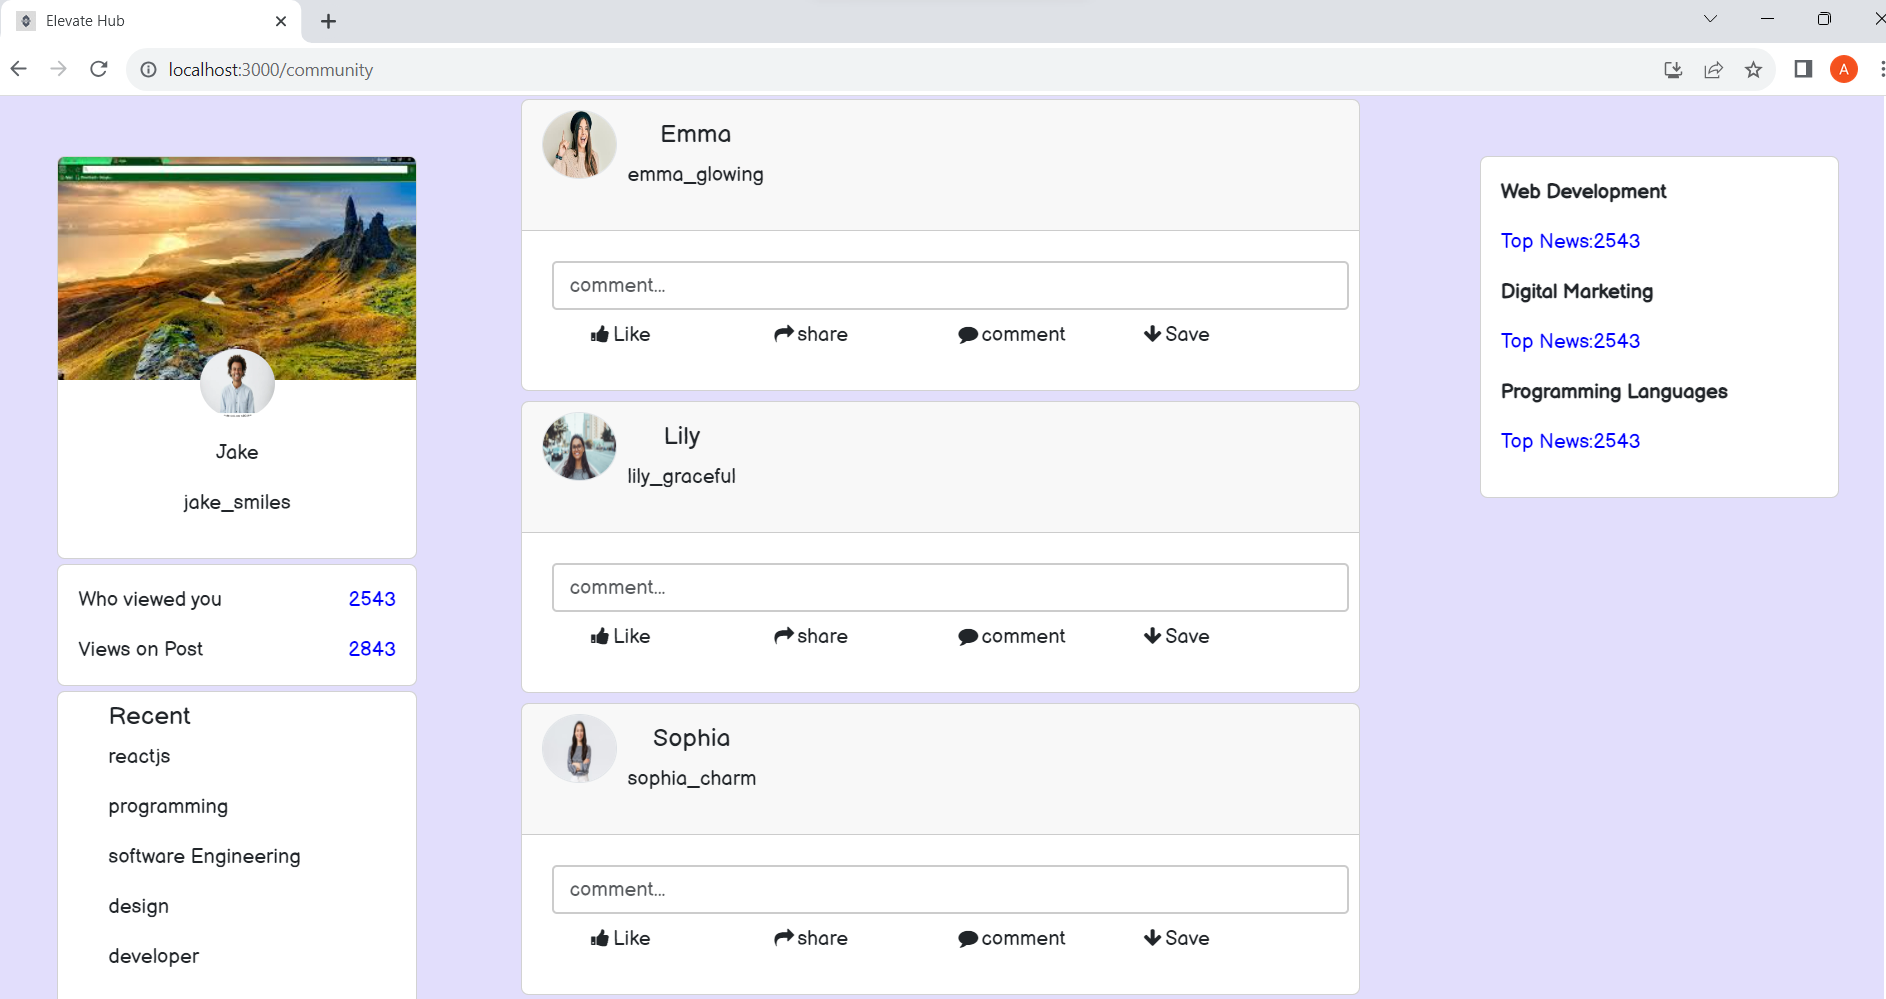 Elevate Hub
localhost:3000/community
A
Jake
jake_smiles
Who viewed you 2543
Views on Post 2843
Recent
reactjs
programming
software Engineering
design
developer
Emma
emma_glowing
comment...
Like share comment Save
Lily
lily_graceful
comment...
Like share comment Save
Sophia
sophia_charm
comment...
Like share comment Save
Web Development
Top News:2543
Digital Marketing
Top News:2543
Programming Languages
Top News:2543